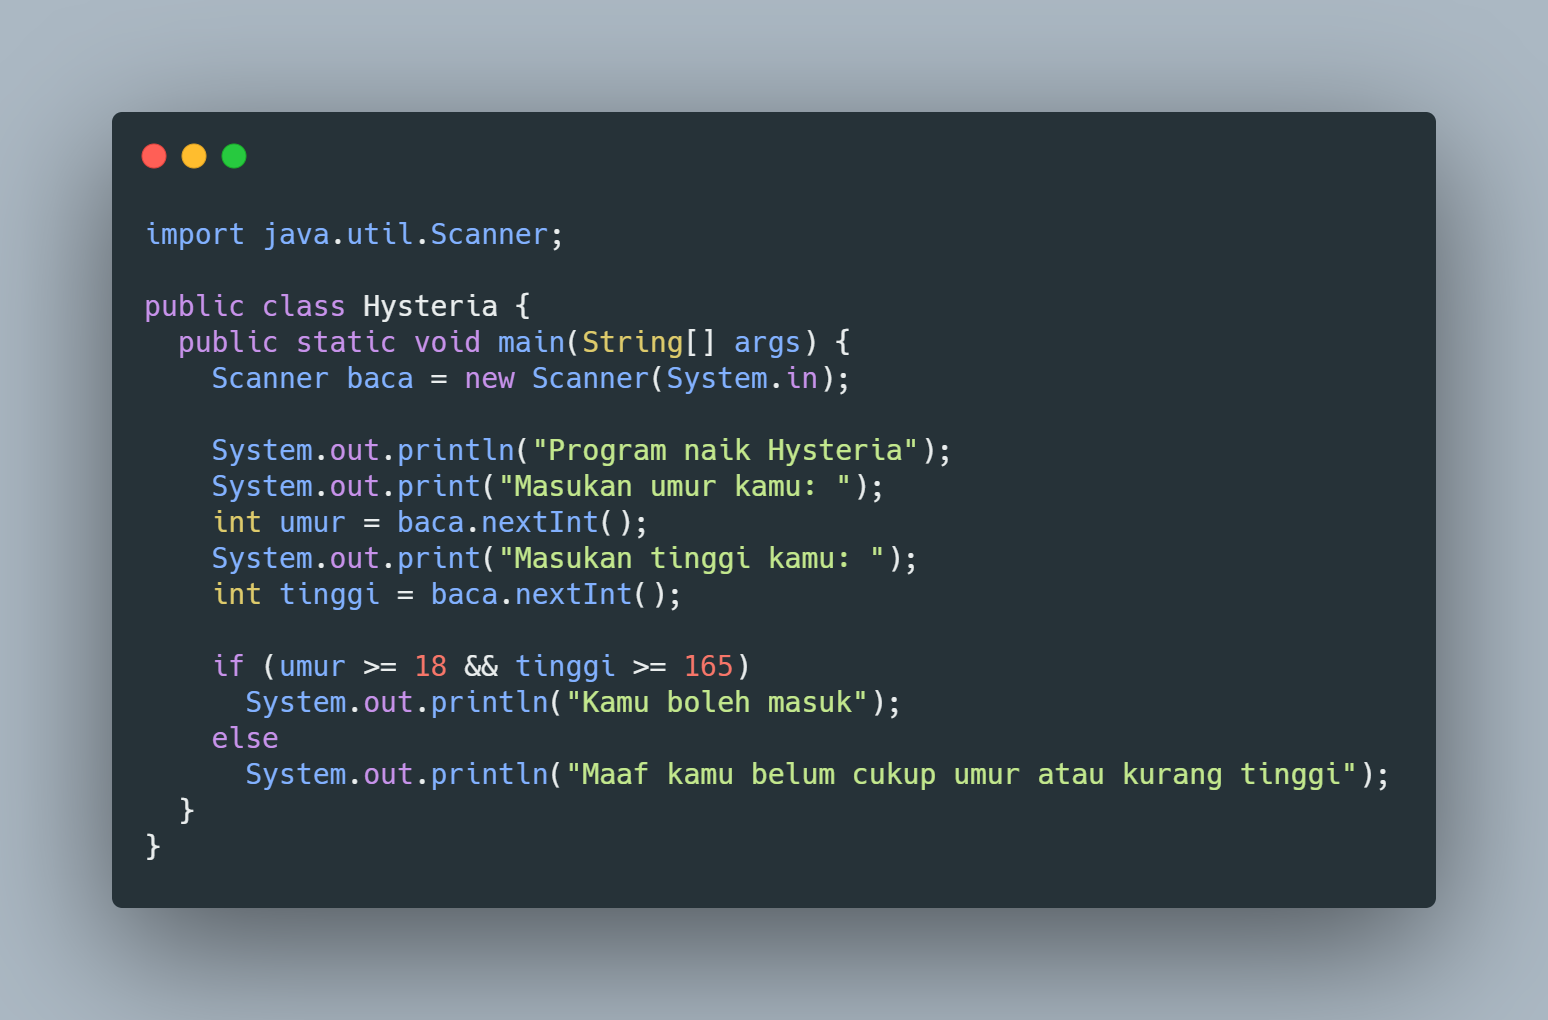 import java.util.Scanner;
public class Hysteria {
  public static void main(String[] args) {
    Scanner baca = new Scanner(System.in);
    System.out.println("Program naik Hysteria");
    System.out.print("Masukan umur kamu: ");
    int umur = baca.nextInt();
    System.out.print("Masukan tinggi kamu: ");
    int tinggi = baca.nextInt();
    if (umur >= 18 && tinggi >= 165)
      System.out.println("Kamu boleh masuk");
    else
      System.out.println("Maaf kamu belum cukup umur atau kurang tinggi");
  }
}